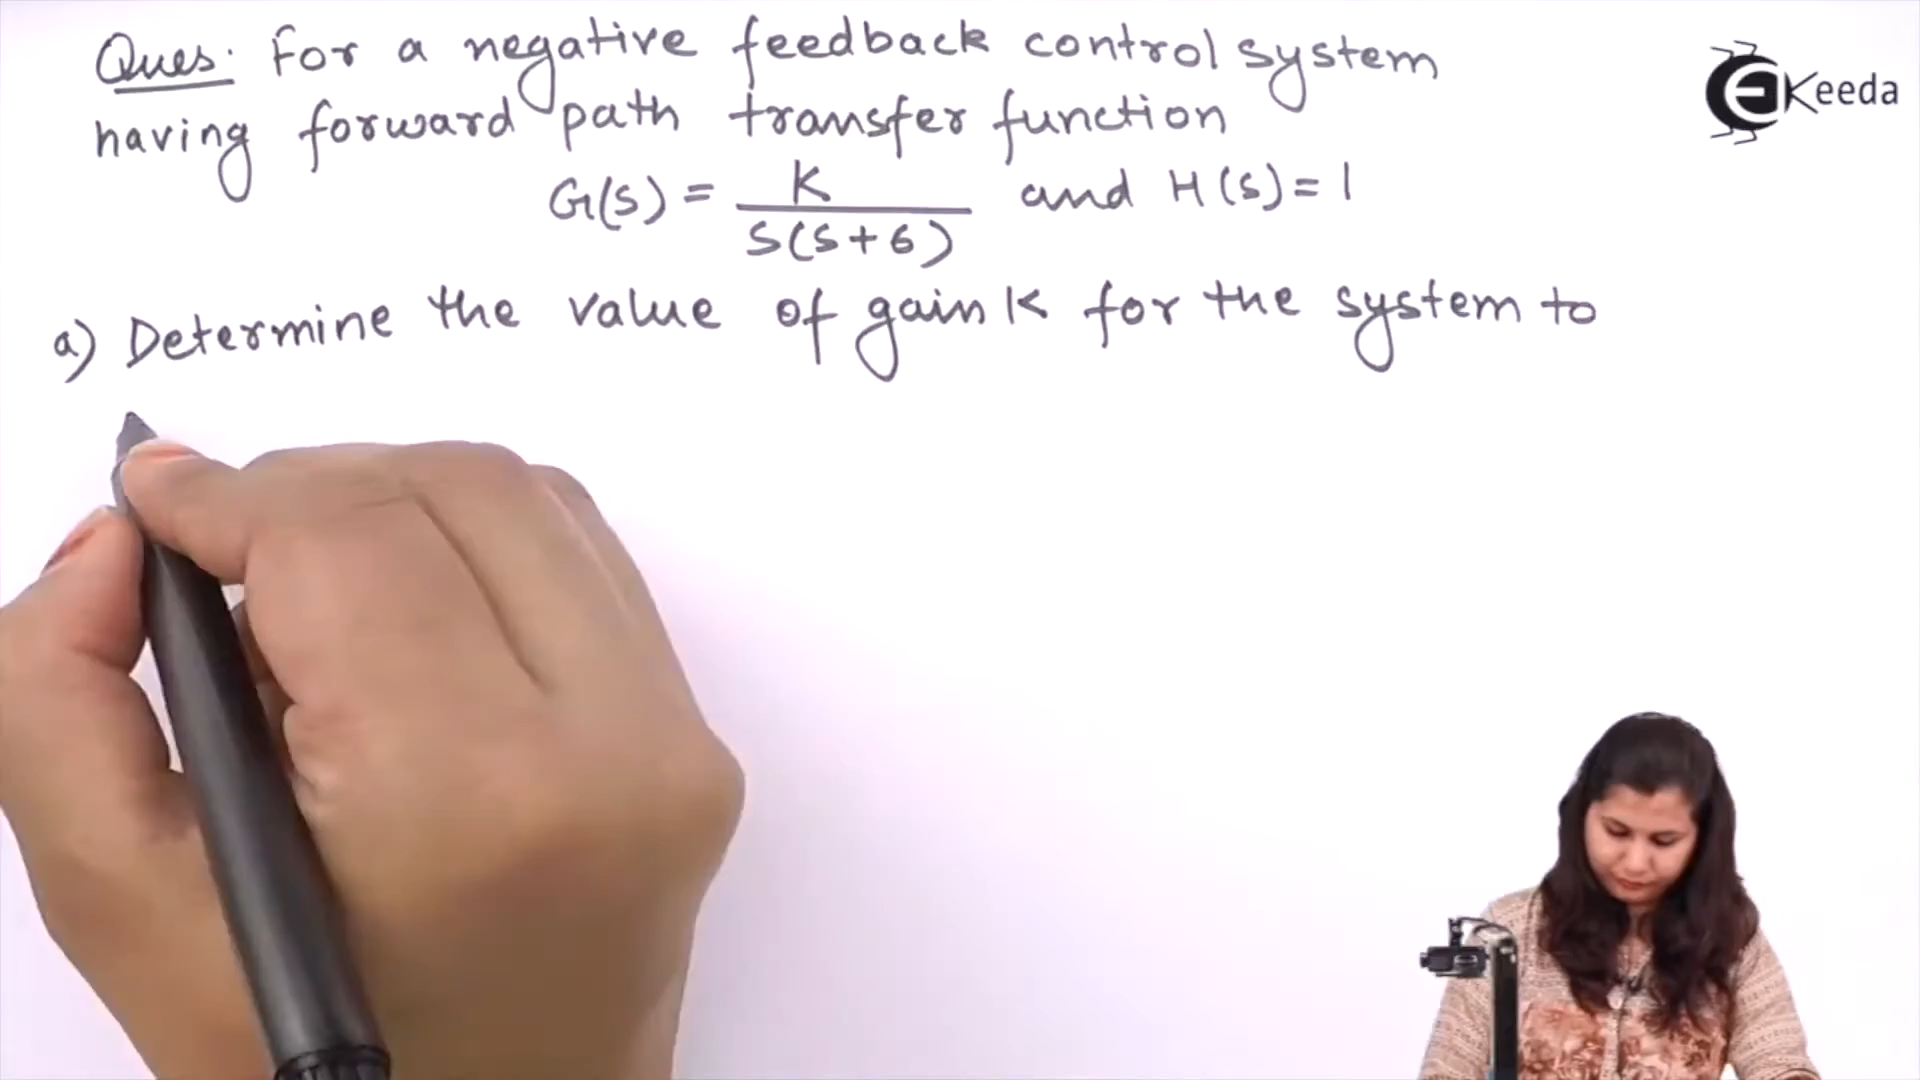 Ques. For a negative feedback control system
having forward path transfer function
G(s) = K / s(s+6) and H(s) = 1
a) Determine the value of gain K for the system to
EKeeda